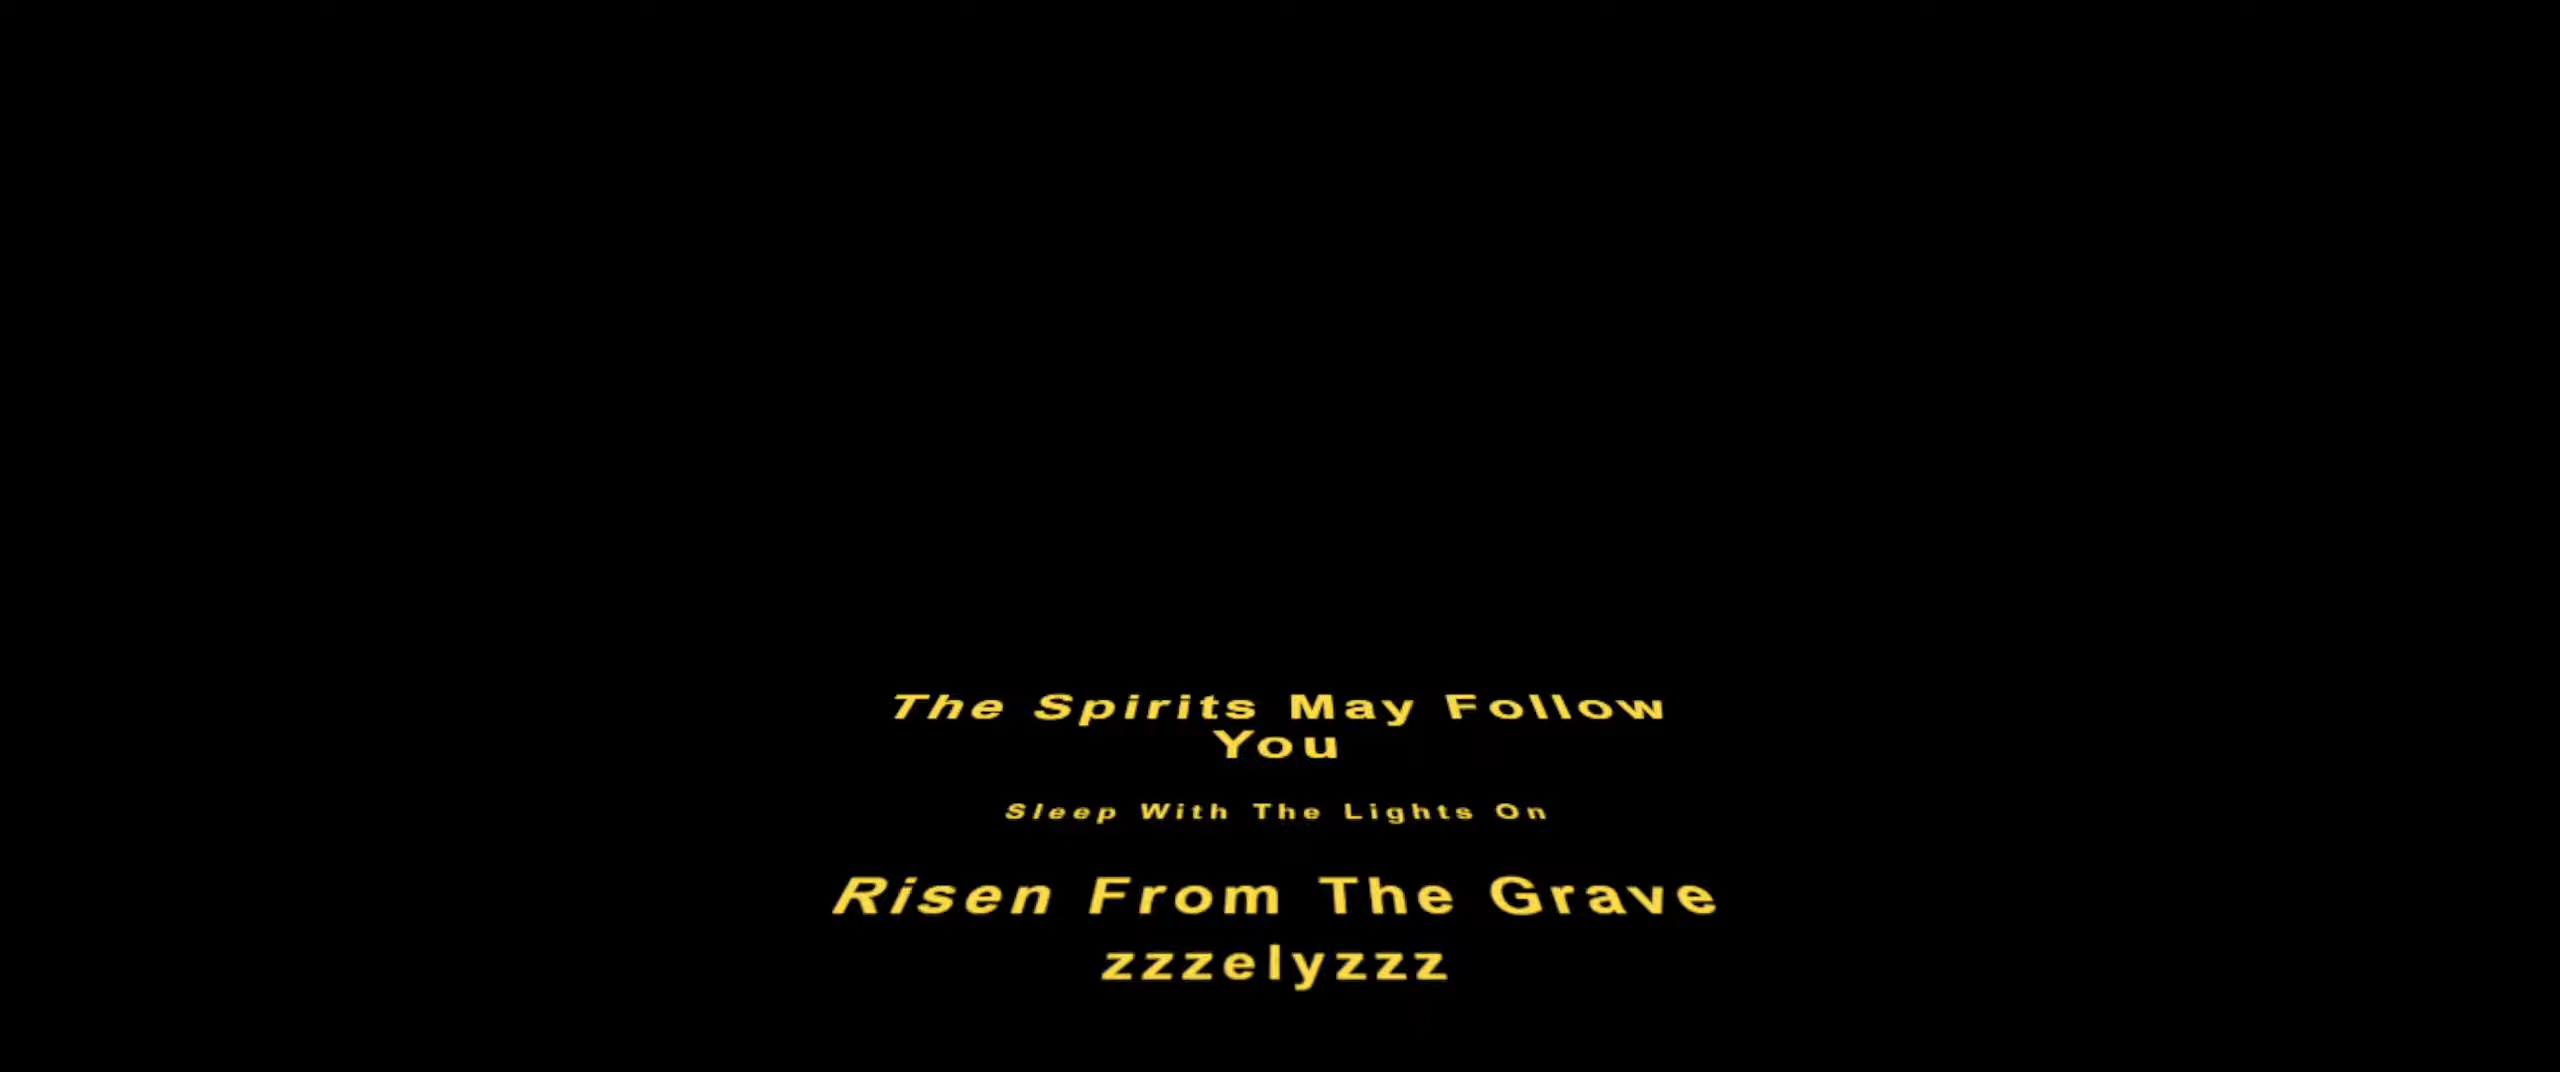 The Spirits May Follow
You
Sleep With The Lights On
Risen From The Grave
zzzelyzzz